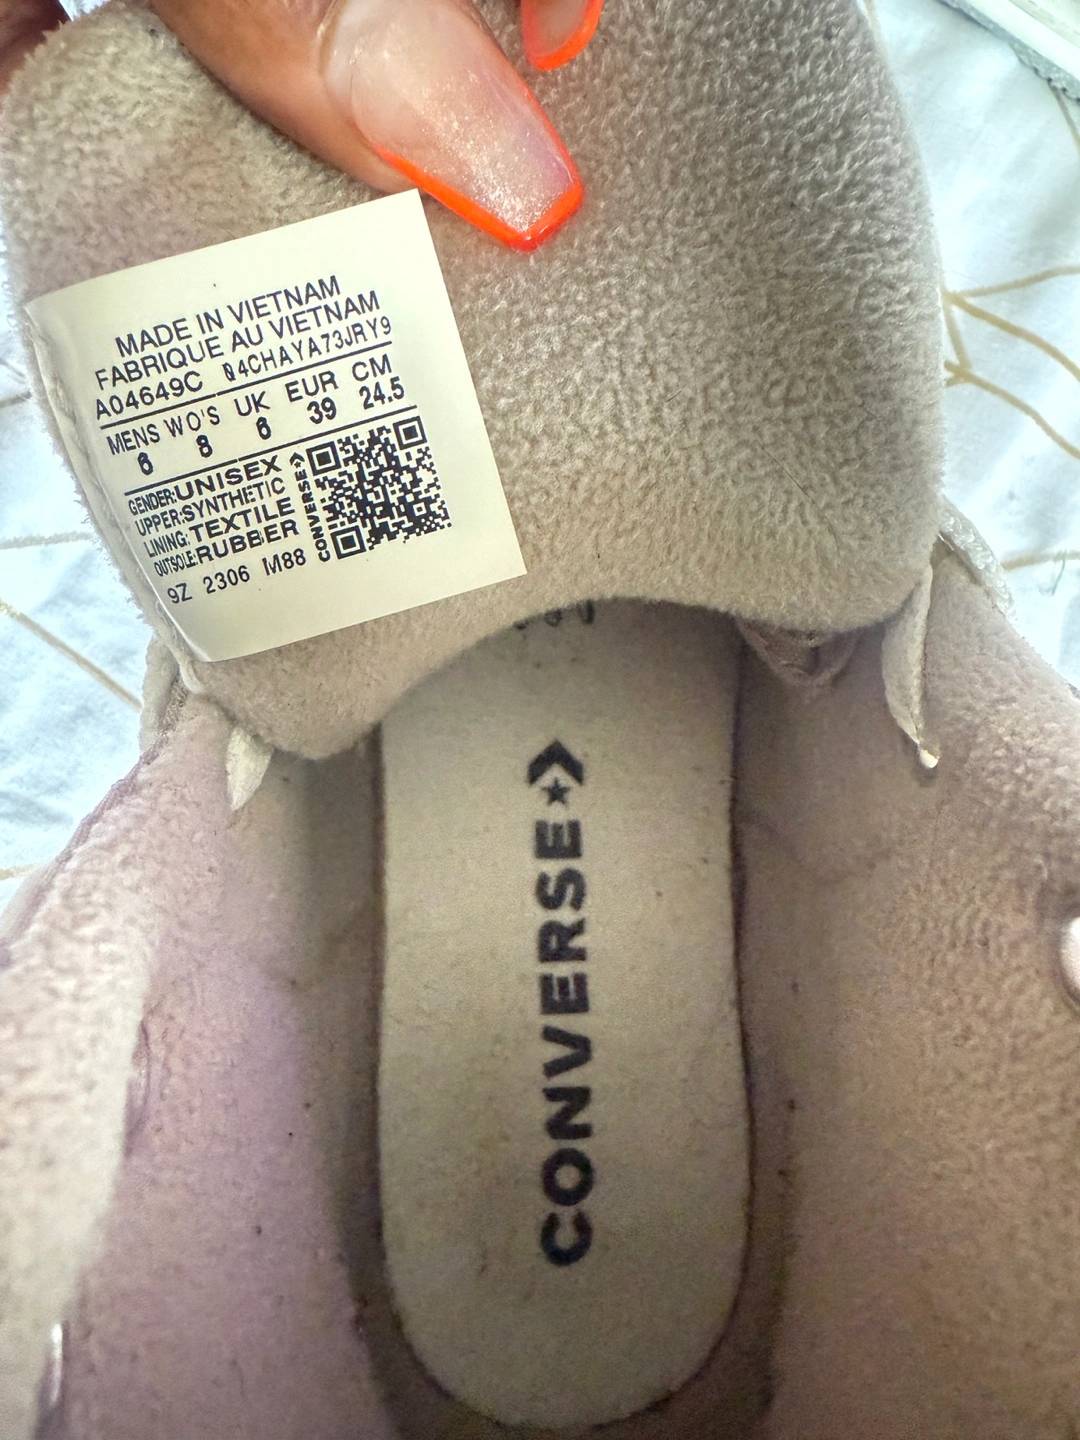 MADE IN VIETNAM
FABRIQUE AU VIETNAM
A04649C 04CHAYA73JRY9
MENS WO'S UK EUR CM
6 8 6 39 24.5
GENDER:UNISEX
UPPER:SYNTHETIC
LINING:TEXTILE
OUTSOLE:RUBBER
CONVERSE
9Z 2306 M88
CONVERSE